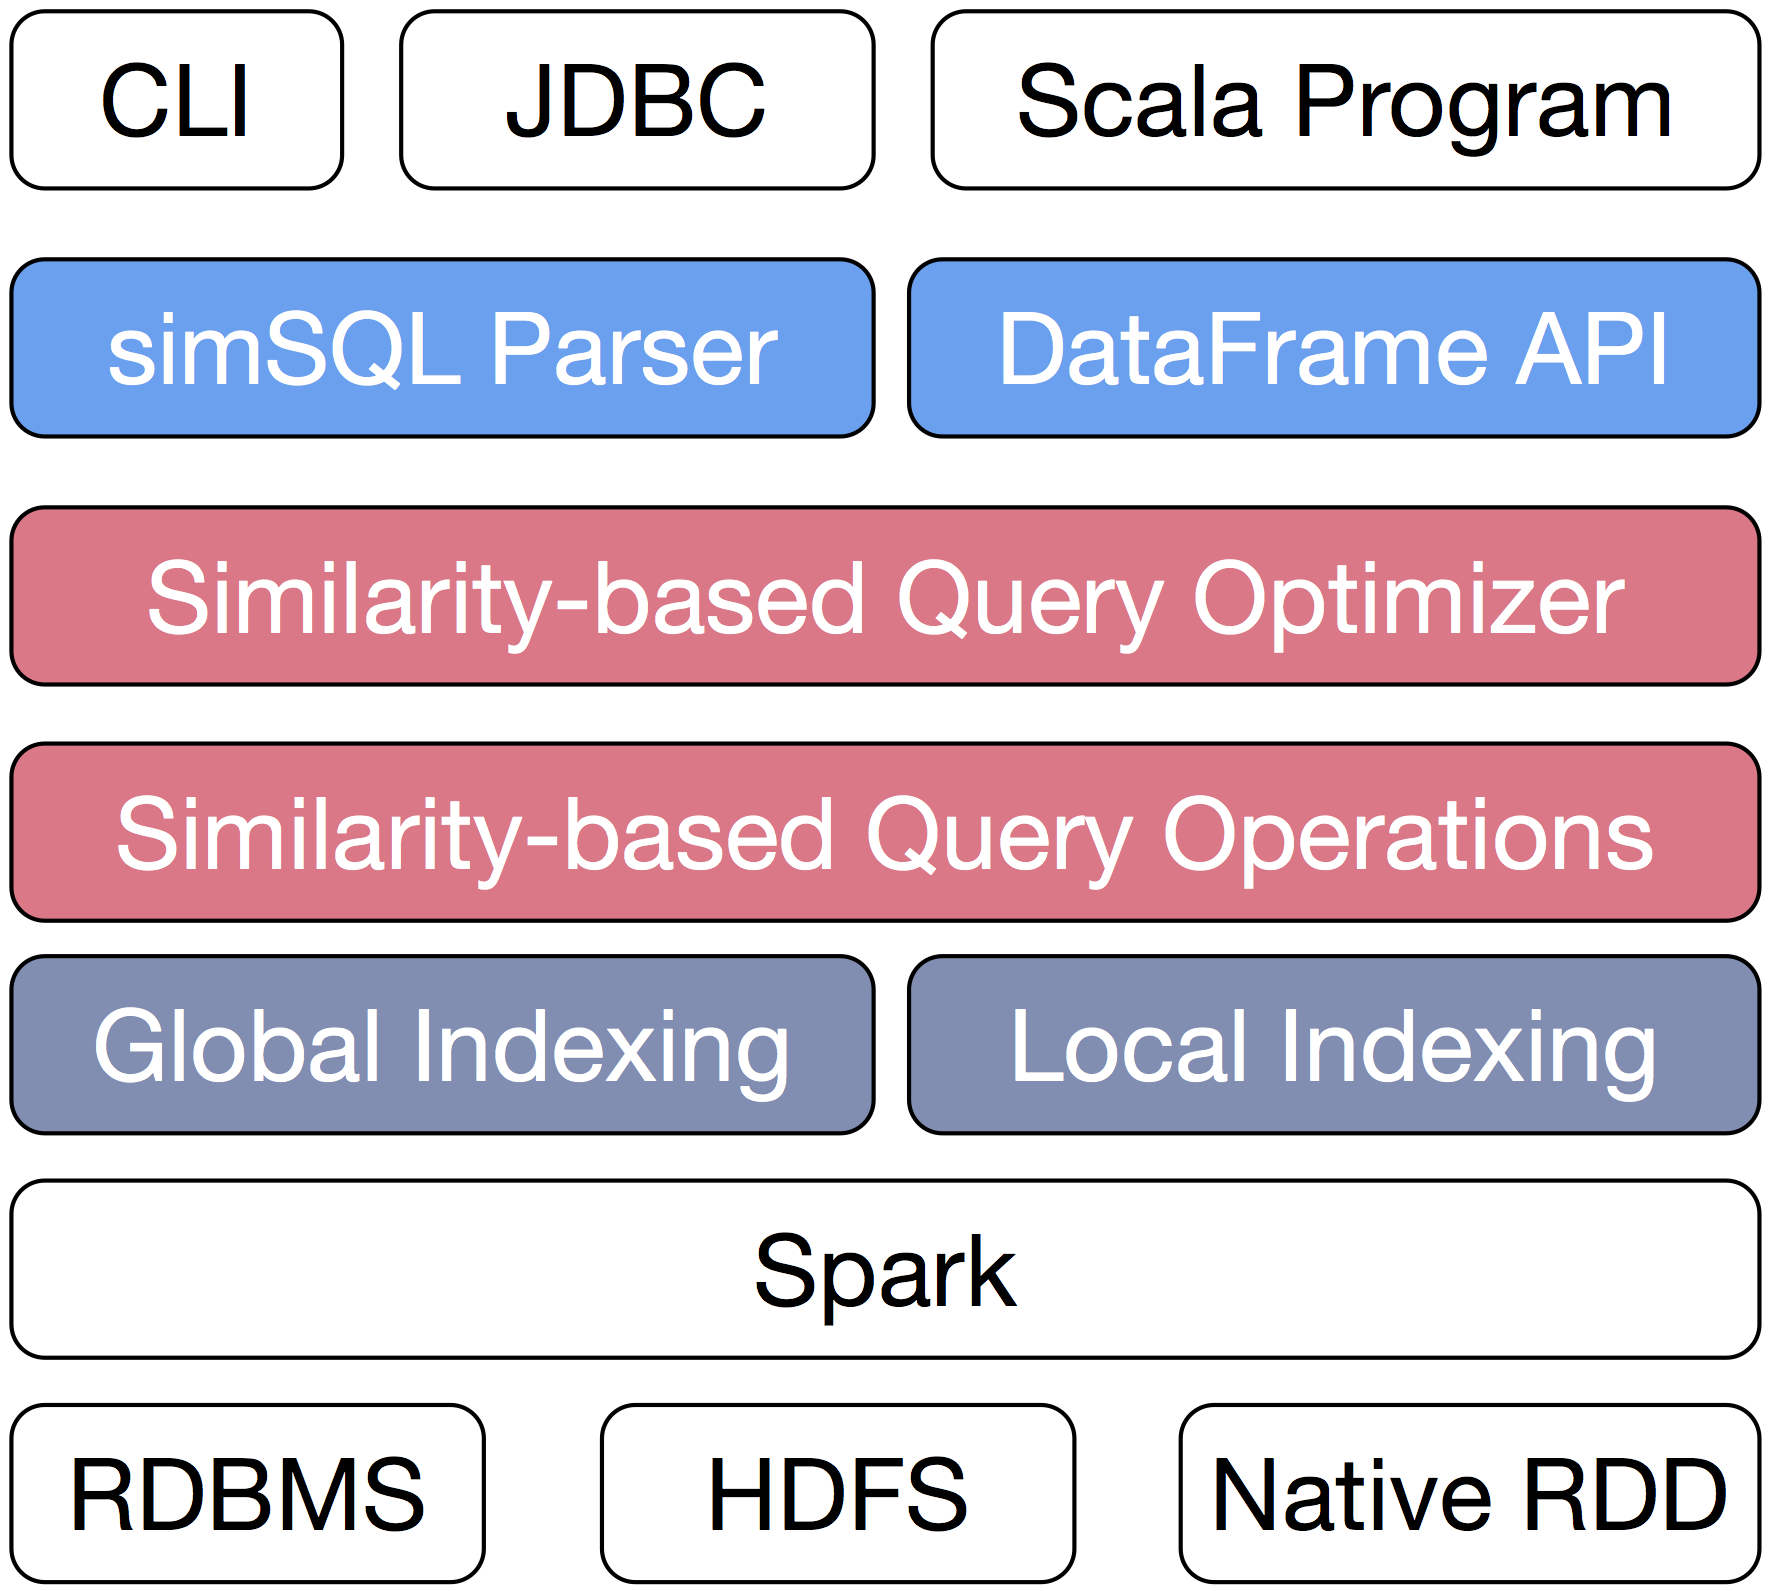 CLI
JDBC
Scala Program
simSQL Parser
DataFrame API
Similarity-based Query Optimizer
Similarity-based Query Operations
Global Indexing
Local Indexing
Spark
RDBMS
HDFS
Native RDD